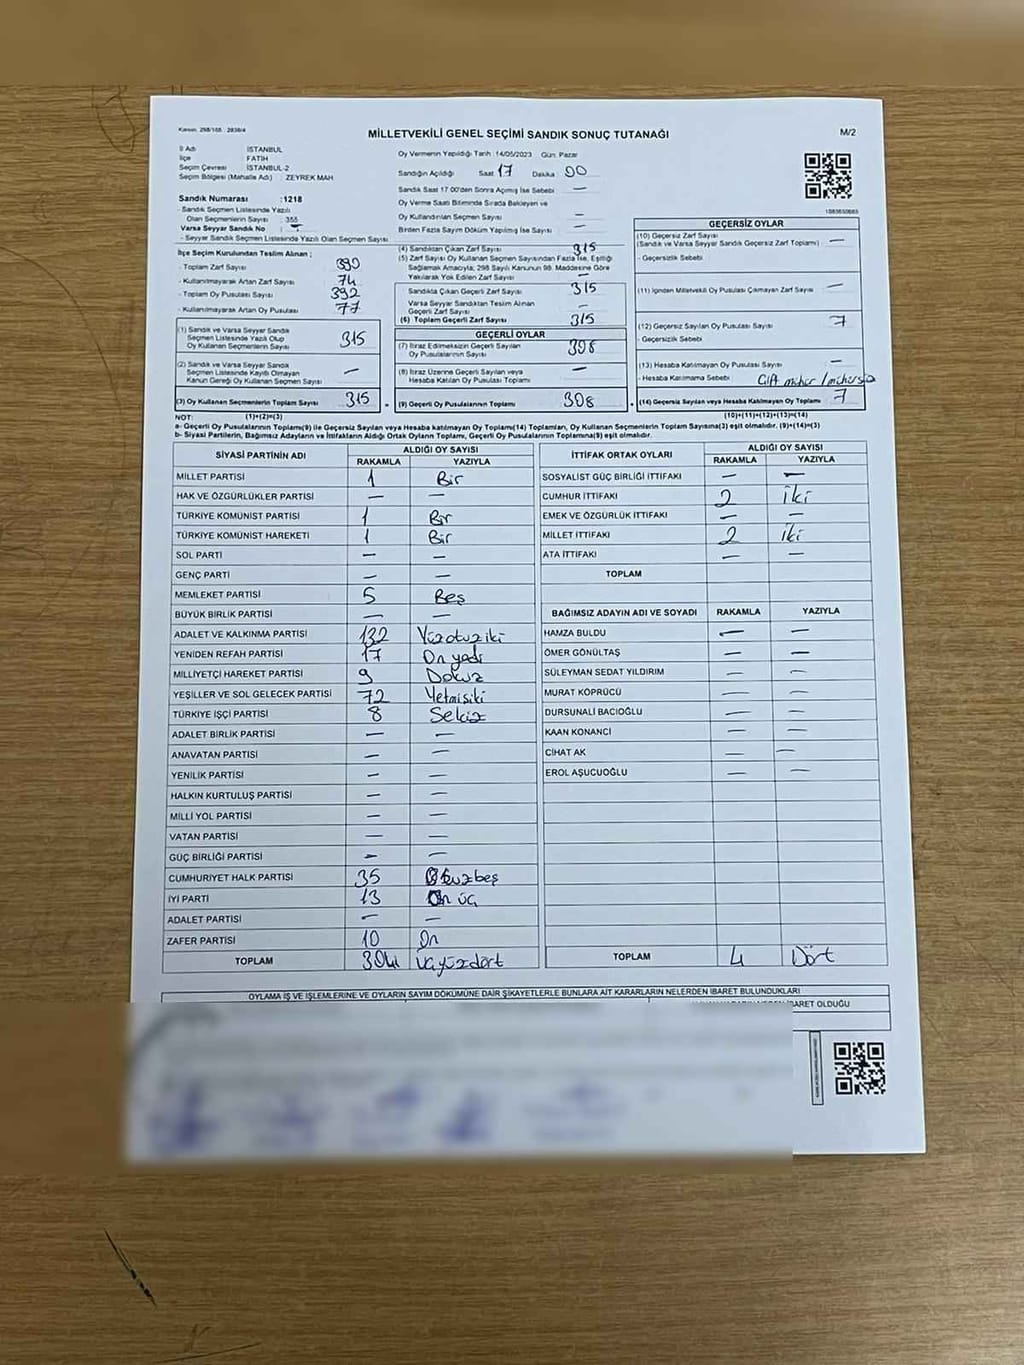 Kanun: 298/105 : 2839/4
MİLLETVEKİLİ GENEL SEÇİMİ SANDIK SONUÇ TUTANAĞI
M/2
İl Adı : İSTANBUL
İlçe : FATİH
Seçim Çevresi : İSTANBUL-2
Seçim Bölgesi (Mahalle Adı) : ZEYREK MAH.
Sandık Numarası :1218
- Sandık Seçmen Listesinde Yazılı
Olan Seçmenlerin Sayısı : 355
Varsa Seyyar Sandık No : –
- Seyyar Sandık Seçmen Listesinde Yazılı Olan Seçmen Sayısı
Oy Vermenin Yapıldığı Tarih :14/05/2023 Gün: Pazar
Sandığın Açıldığı Saat 17 Dakika 00
Sandık Saat 17.00'den Sonra Açılmış İse Sebebi : —
Oy Verme Saati Bitiminde Sırada Bekleyen ve
Oy Kullandırılan Seçmen Sayısı : —
Birden Fazla Sayım Döküm Yapılmış İse Sayısı : —
İlçe Seçim Kurulundan Teslim Alınan ;
- Toplam Zarf Sayısı : 390
- Kullanılmayarak Artan Zarf Sayısı : 74
- Toplam Oy Pusulası Sayısı : 392
- Kullanılmayarak Artan Oy Pusulası : 77
(1) Sandık ve Varsa Seyyar Sandık
Seçmen Listesinde Yazılı Olup
Oy Kullanan Seçmenlerin Sayısı : 315
(2) Sandık ve Varsa Seyyar Sandık
Seçmen Listesinde Kayıtlı Olmayan
Kanun Gereği Oy Kullanan Seçmen Sayısı : —
(3) Oy Kullanan Seçmenlerin Toplam Sayısı : 315
(1)+(2)=(3)
(4) Sandıktan Çıkan Zarf Sayısı : 315
(5) Zarf Sayısı Oy Kullanan Seçmen Sayısından Fazla İse, Eşitliği
Sağlamak Amacıyla; 298 Sayılı Kanunun 98. Maddesine Göre
Yakılarak Yok Edilen Zarf Sayısı : —
Sandıkta Çıkan Geçerli Zarf Sayısı : 315
Varsa Seyyar Sandıktan Teslim Alınan
Geçerli Zarf Sayısı : —
(6) Toplam Geçerli Zarf Sayısı : 315
GEÇERLİ OYLAR
(7) İtiraz Edilmeksizin Geçerli Sayılan
Oy Pusulalarının Sayısı : 308
(8) İtiraz Üzerine Geçerli Sayılan veya
Hesaba Katılan Oy Pusulası Toplamı : —
(9) Geçerli Oy Pusulalarının Toplamı : 308
1883650683
GEÇERSİZ OYLAR
(10) Geçersiz Zarf Sayısı
(Sandık ve Varsa Seyyar Sandık Geçersiz Zarf Toplamı) : —
- Geçersizlik Sebebi :
(11) İçinden Milletvekili Oy Pusulası Çıkmayan Zarf Sayısı : —
(12) Geçersiz Sayılan Oy Pusulası Sayısı : 7
- Geçersizlik Sebebi :
(13) Hesaba Katılmayan Oy Pusulası Sayısı : —
- Hesaba Katılmama Sebebi : mühür /
(14) Geçersiz Sayılan veya Hesaba Katılmayan Oy Toplamı : 7
(10)+(11)+(12)+(13)=(14)
NOT:
a- Geçerli Oy Pusulalarının Toplamı(9) ile Geçersiz Sayılan veya Hesaba katılmayan Oy Toplamı(14) Toplamları, Oy Kullanan Seçmenlerin Toplam Sayısına(3) eşit olmalıdır. (9)+(14)=(3)
b- Siyasi Partilerin, Bağımsız Adayların ve İttifakların Aldığı Ortak Oyların Toplamı, Geçerli Oy Pusulalarının Toplamına(9) eşit olmalıdır.
SİYASİ PARTİNİN ADI ALDIĞI OY SAYISI
RAKAMLA YAZIYLA
MİLLET PARTİSİ 1 Bir
HAK VE ÖZGÜRLÜKLER PARTİSİ — —
TÜRKİYE KOMÜNİST PARTİSİ 1 Bir
TÜRKİYE KOMÜNİST HAREKETİ 1 Bir
SOL PARTİ — —
GENÇ PARTİ — —
MEMLEKET PARTİSİ 5 Beş
BÜYÜK BİRLİK PARTİSİ — —
ADALET VE KALKINMA PARTİSİ 132 Yüzotuziki
YENİDEN REFAH PARTİSİ 17 On yedi
MİLLİYETÇİ HAREKET PARTİSİ 9 Dokuz
YEŞİLLER VE SOL GELECEK PARTİSİ 72 Yetmişiki
TÜRKİYE İŞÇİ PARTİSİ 8 Sekiz
ADALET BİRLİK PARTİSİ — —
ANAVATAN PARTİSİ — —
YENİLİK PARTİSİ — —
HALKIN KURTULUŞ PARTİSİ — —
MİLLİ YOL PARTİSİ — —
VATAN PARTİSİ — —
GÜÇ BİRLİĞİ PARTİSİ — —
CUMHURİYET HALK PARTİSİ 35 Otuzbeş
İYİ PARTİ 13 On üç
ADALET PARTİSİ — —
ZAFER PARTİSİ 10 On
TOPLAM 304 Üçyüzdört
İTTİFAK ORTAK OYLARI ALDIĞI OY SAYISI
RAKAMLA YAZIYLA
SOSYALİST GÜÇ BİRLİĞİ İTTİFAKI — —
CUMHUR İTTİFAKI 2 iki
EMEK VE ÖZGÜRLÜK İTTİFAKI — —
MİLLET İTTİFAKI 2 iki
ATA İTTİFAKI — —
TOPLAM
BAĞIMSIZ ADAYIN ADI VE SOYADI RAKAMLA YAZIYLA
HAMZA BULDU — —
ÖMER GÖNÜLTAŞ — —
SÜLEYMAN SEDAT YILDIRIM — —
MURAT KÖPRÜCÜ — —
DURSUNALİ BACIOĞLU — —
KAAN KONANCİ — —
CİHAT AK — —
EROL AŞUCUOĞLU — —
TOPLAM 4 Dört
OYLAMA İŞ VE İŞLEMLERİNE VE OYLARIN SAYIM DÖKÜMÜNE DAİR ŞİKAYETLERLE BUNLARA AİT KARARLARIN NELERDEN İBARET BULUNDUKLARI
İBARET OLDUĞU